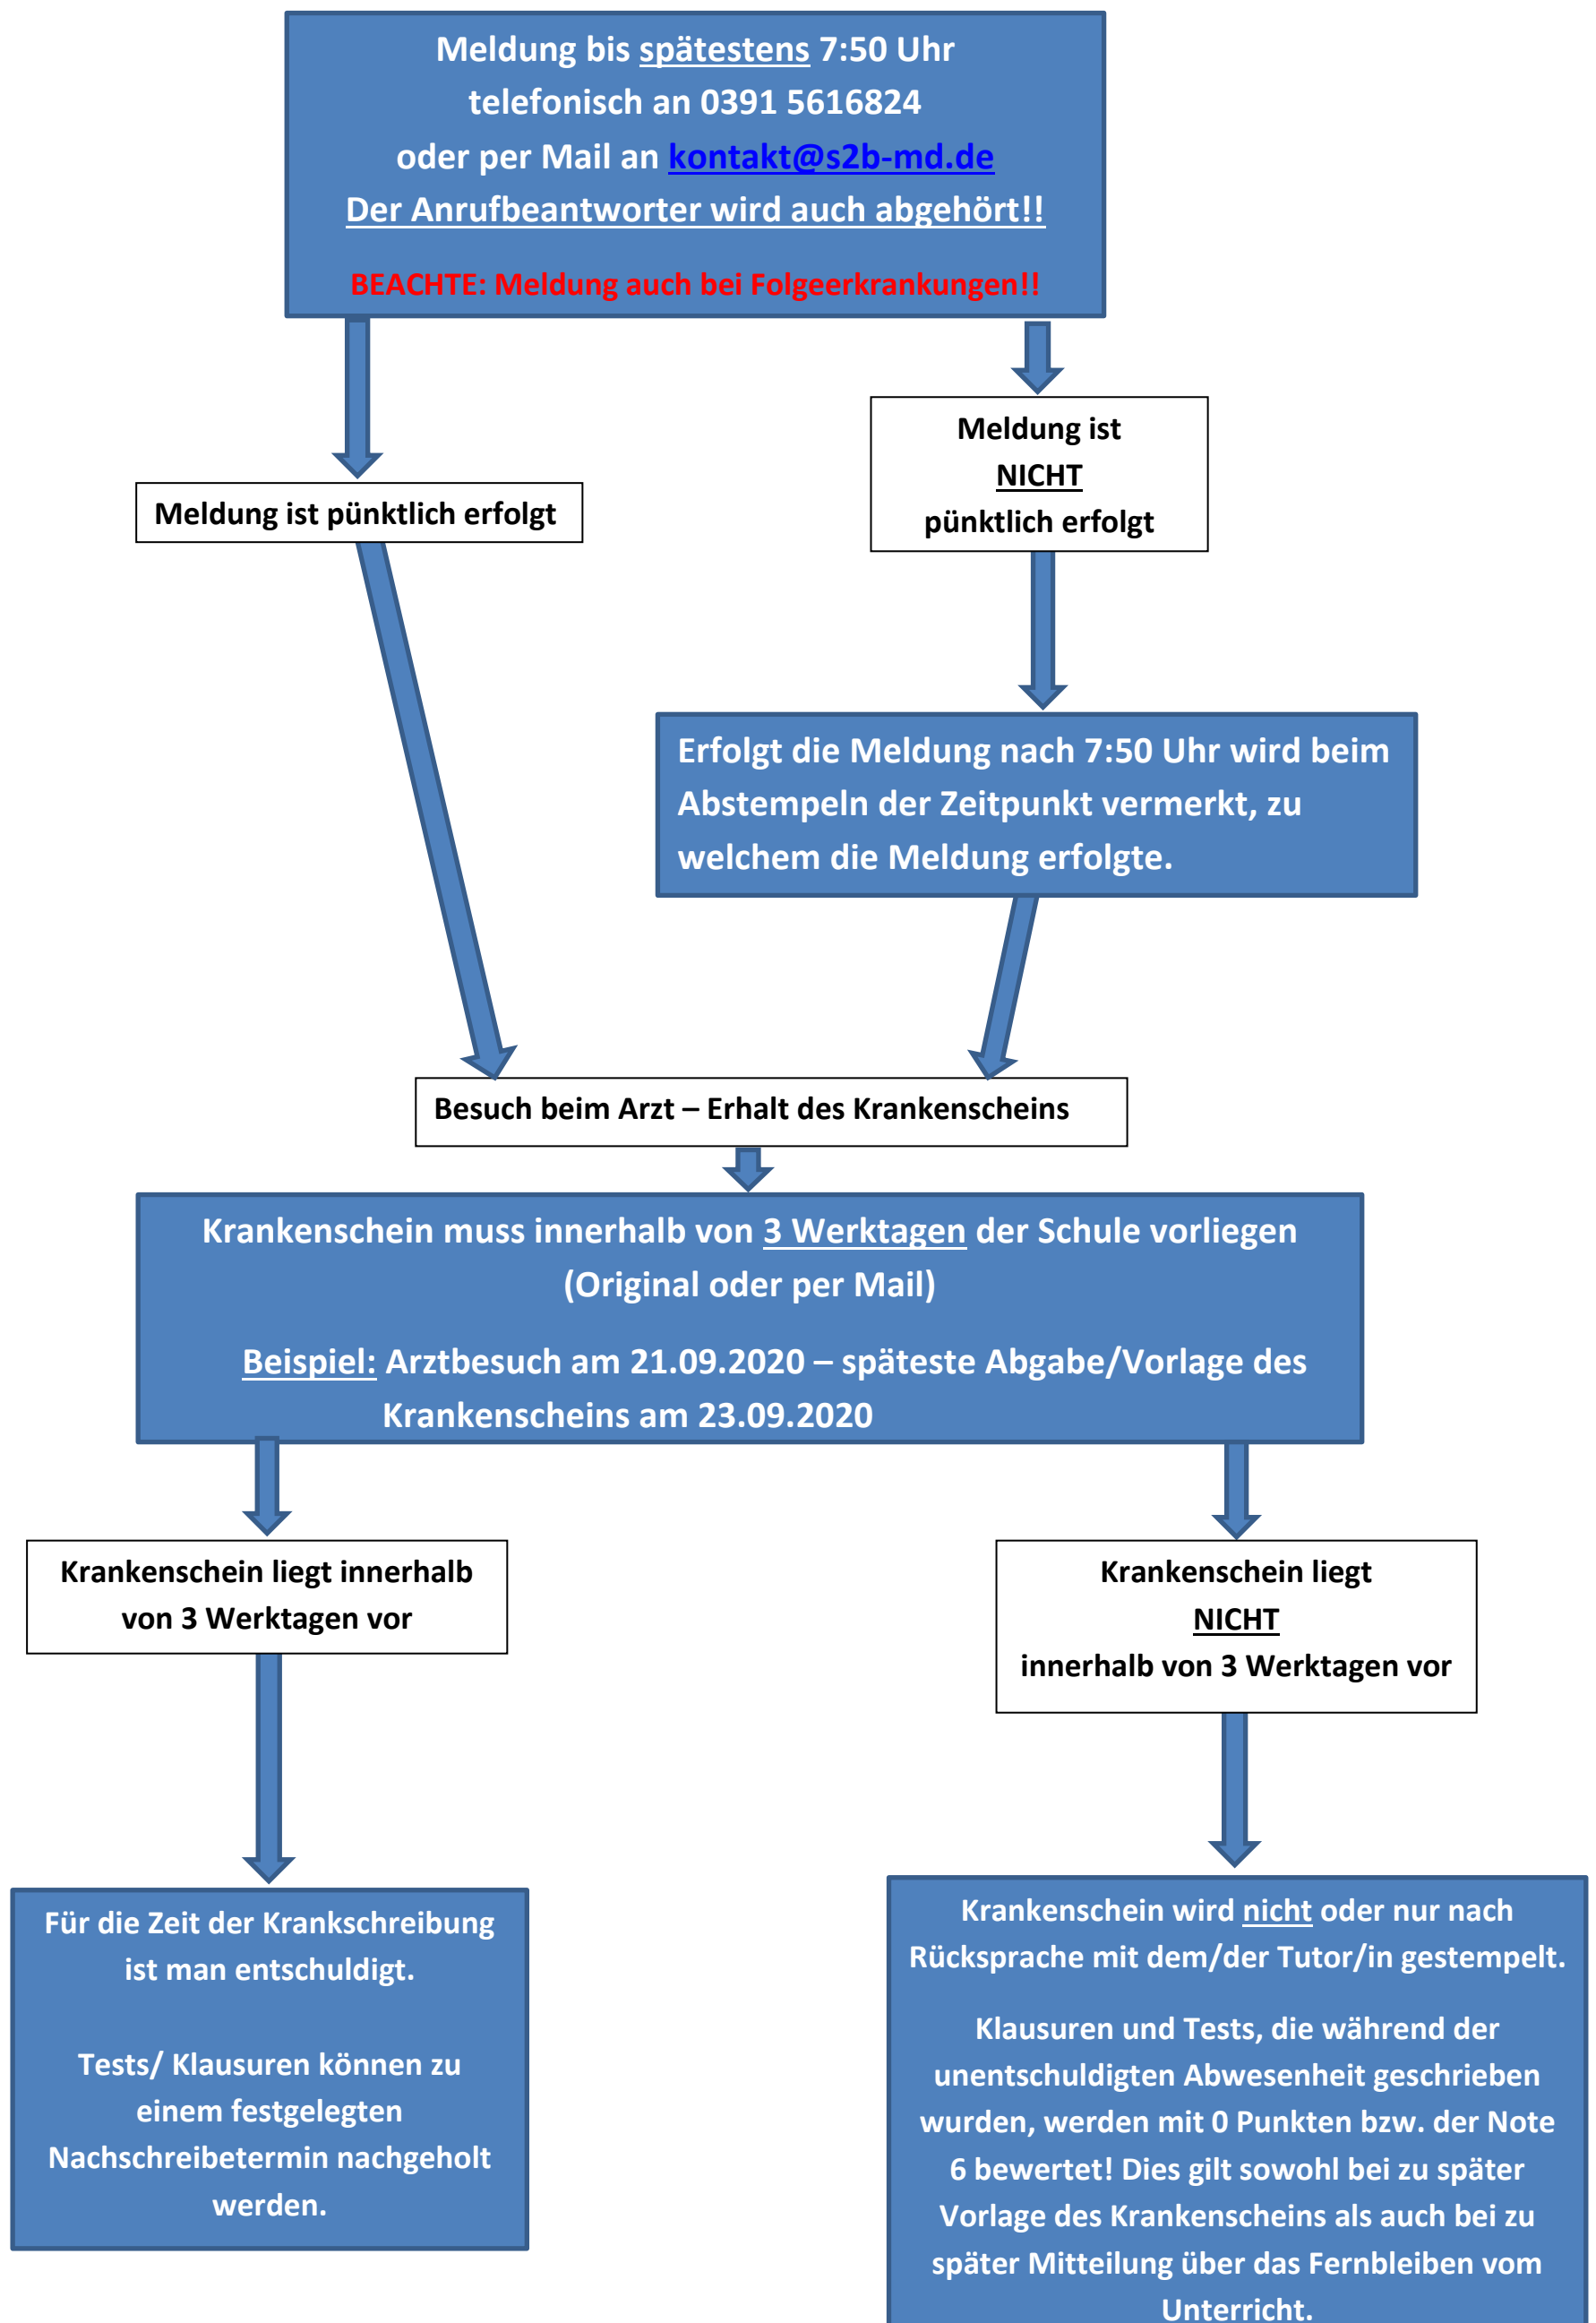 Meldung bis spätestens 7:50 Uhr
telefonisch an 0391 5616824
oder per Mail an kontakt@s2b-md.de
Der Anrufbeantworter wird auch abgehört!!
BEACHTE: Meldung auch bei Folgeerkrankungen!!
Meldung ist pünktlich erfolgt
Meldung ist
NICHT
pünktlich erfolgt
Erfolgt die Meldung nach 7:50 Uhr wird beim
Abstempeln der Zeitpunkt vermerkt, zu
welchem die Meldung erfolgte.
Besuch beim Arzt – Erhalt des Krankenscheins
Krankenschein muss innerhalb von 3 Werktagen der Schule vorliegen
(Original oder per Mail)
Beispiel: Arztbesuch am 21.09.2020 – späteste Abgabe/Vorlage des
Krankenscheins am 23.09.2020
Krankenschein liegt innerhalb
von 3 Werktagen vor
Krankenschein liegt
NICHT
innerhalb von 3 Werktagen vor
Für die Zeit der Krankschreibung
ist man entschuldigt.
Tests/ Klausuren können zu
einem festgelegten
Nachschreibetermin nachgeholt
werden.
Krankenschein wird nicht oder nur nach
Rücksprache mit dem/der Tutor/in gestempelt.
Klausuren und Tests, die während der
unentschuldigten Abwesenheit geschrieben
wurden, werden mit 0 Punkten bzw. der Note
6 bewertet! Dies gilt sowohl bei zu später
Vorlage des Krankenscheins als auch bei zu
später Mitteilung über das Fernbleiben vom
Unterricht.